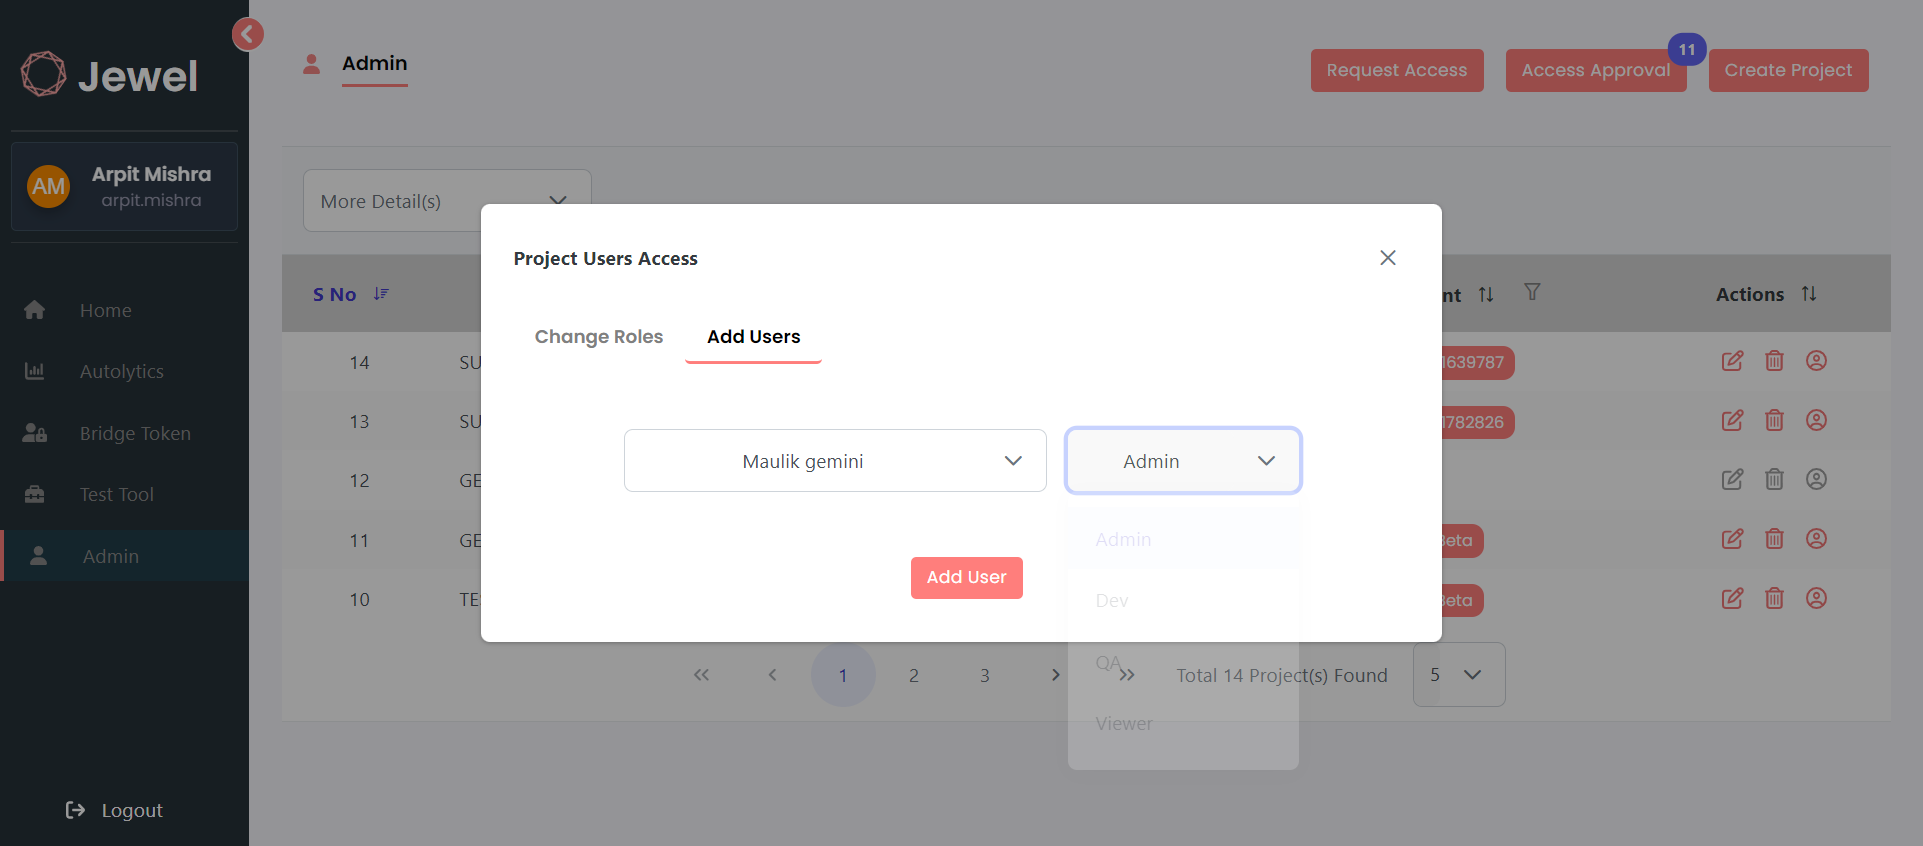 Jewel
AM
Arpit Mishra
arpit.mishra
Home
Autolytics
Bridge Token
Test Tool
Admin
Logout
Admin
Request Access
Access Approval
11
Create Project
More Detail(s)
S No
nt
Actions
14
SU
1639787
13
SU
1782826
12
GE
11
GE
Beta
10
TE
Beta
Project Users Access
Change Roles
Add Users
Maulik gemini
Admin
Admin
Dev
QA
Viewer
Add User
1
2
3
Total 14 Project(s) Found
5